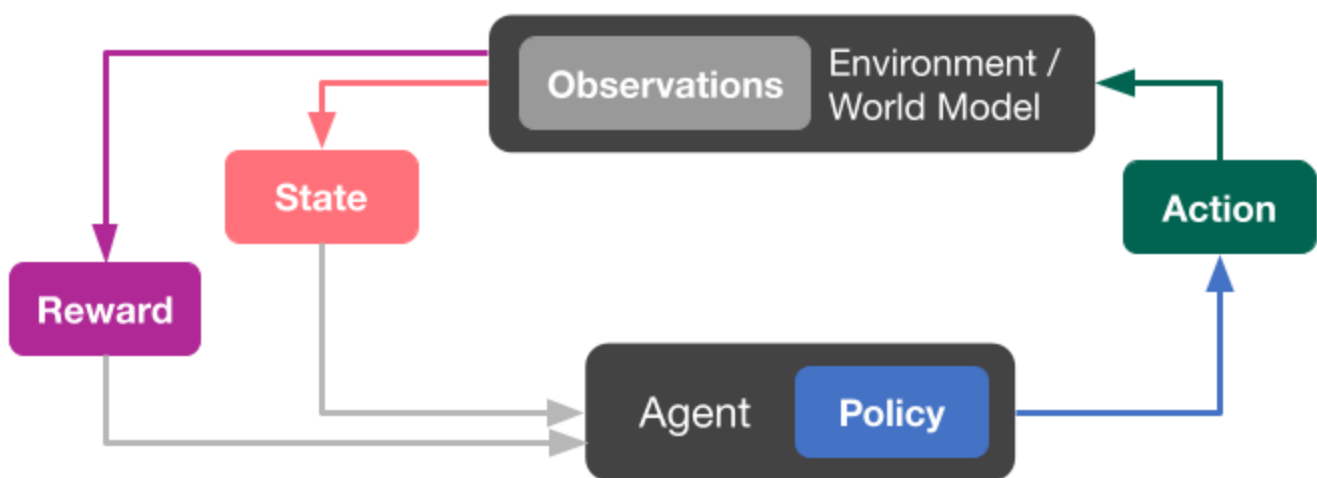 Observations
Environment /
World Model
State
Action
Reward
Agent
Policy